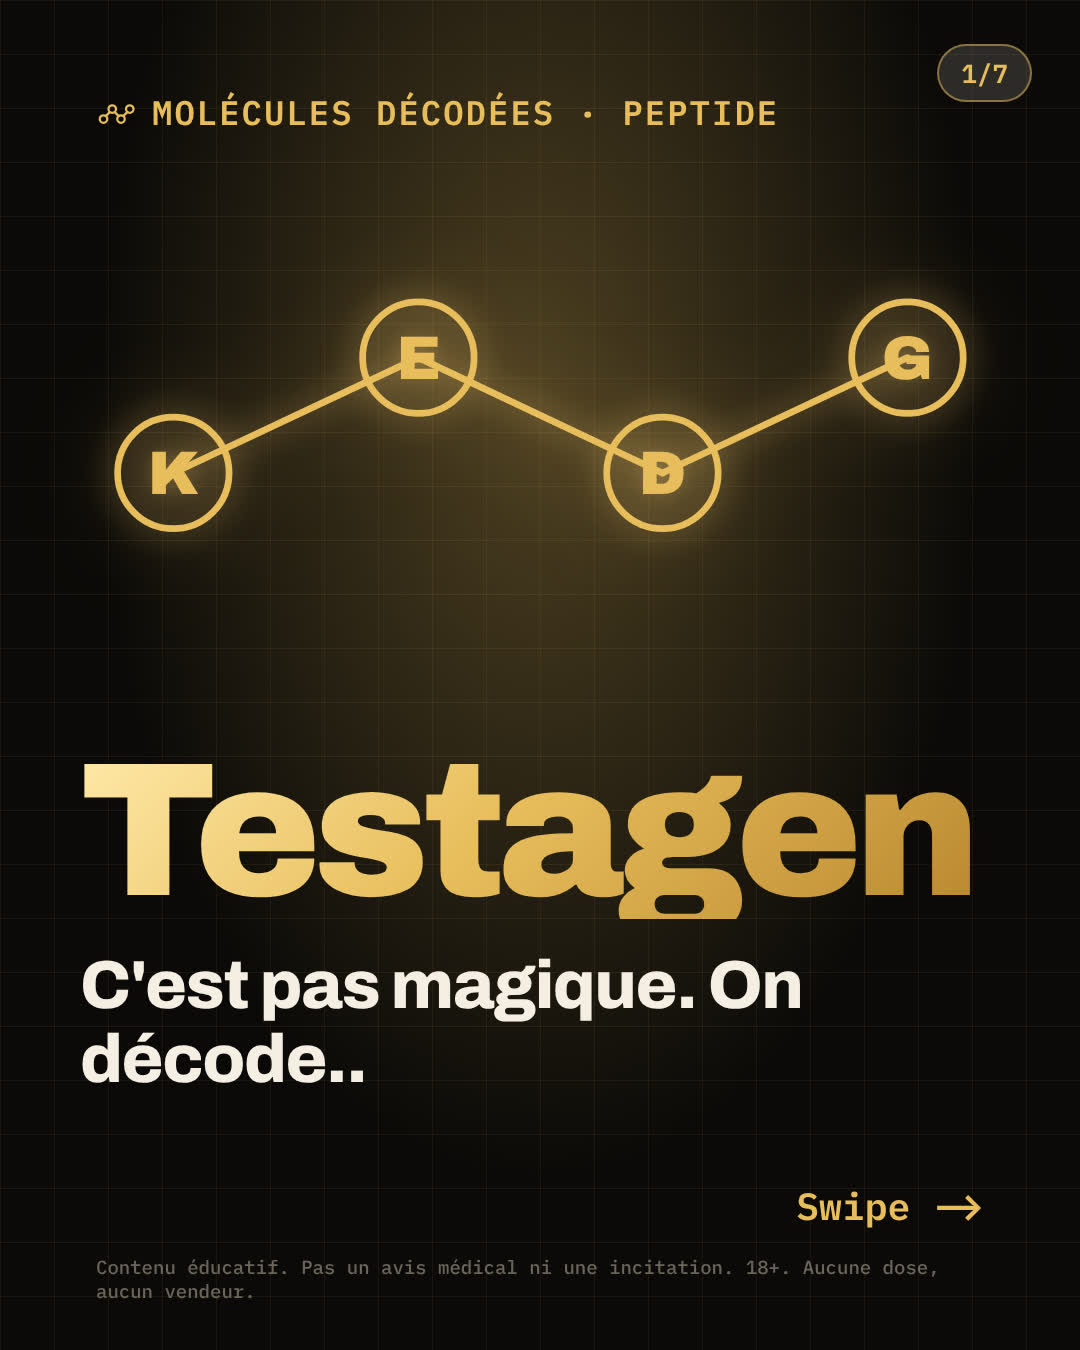 1/7
MOLÉCULES DÉCODÉES · PEPTIDE
K E D G
Testagen
C'est pas magique. On
décode..
Swipe →
Contenu éducatif. Pas un avis médical ni une incitation. 18+. Aucune dose,
aucun vendeur.